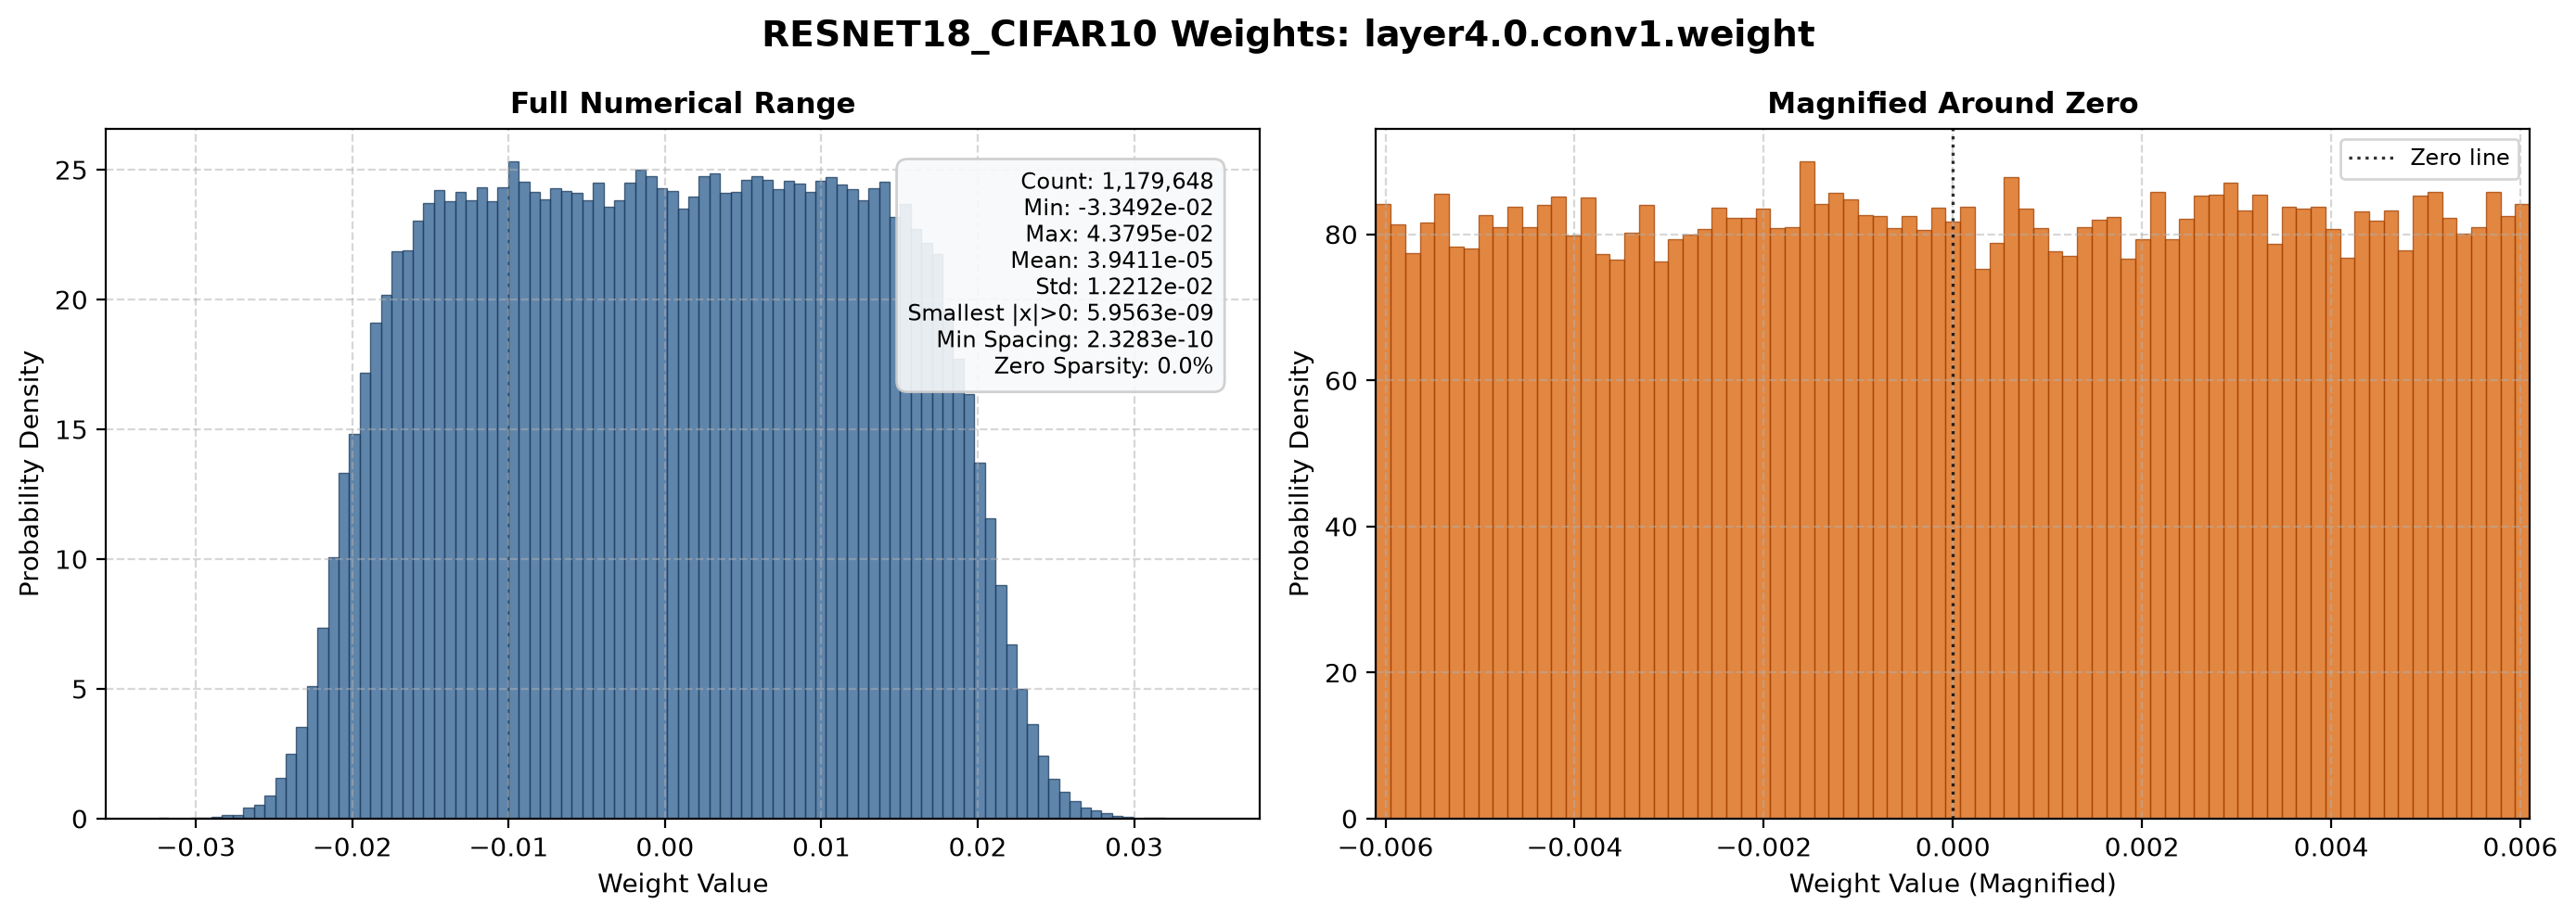 RESNET18_CIFAR10 Weights: layer4.0.conv1.weight
Full Numerical Range
Probability Density
25
20
15
10
5
0
Count: 1,179,648
Min: -3.3492e-02
Max: 4.3795e-02
Mean: 3.9411e-05
Std: 1.2212e-02
Smallest |x|>0: 5.9563e-09
Min Spacing: 2.3283e-10
Zero Sparsity: 0.0%
−0.03 −0.02 −0.01 0.00 0.01 0.02 0.03
Weight Value
Magnified Around Zero
Probability Density
80
60
40
20
0
Zero line
−0.006 −0.004 −0.002 0.000 0.002 0.004 0.006
Weight Value (Magnified)